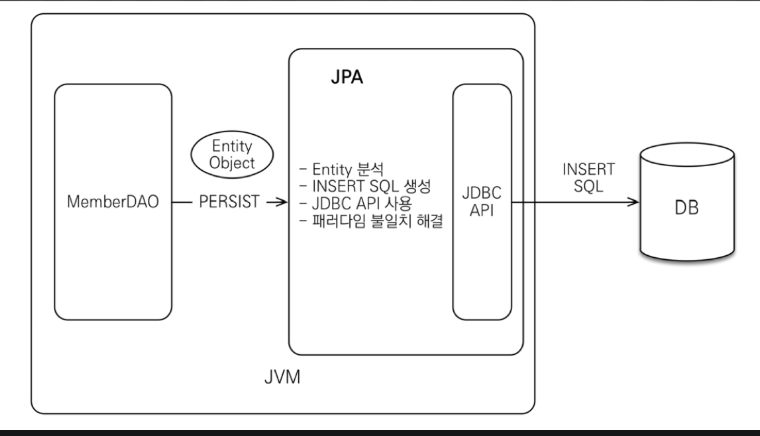 JPA
Entity
Object
MemberDAO
PERSIST
- Entity 분석
- INSERT SQL 생성
- JDBC API 사용
- 패러다임 불일치 해결
JDBC
API
INSERT
SQL
DB
JVM